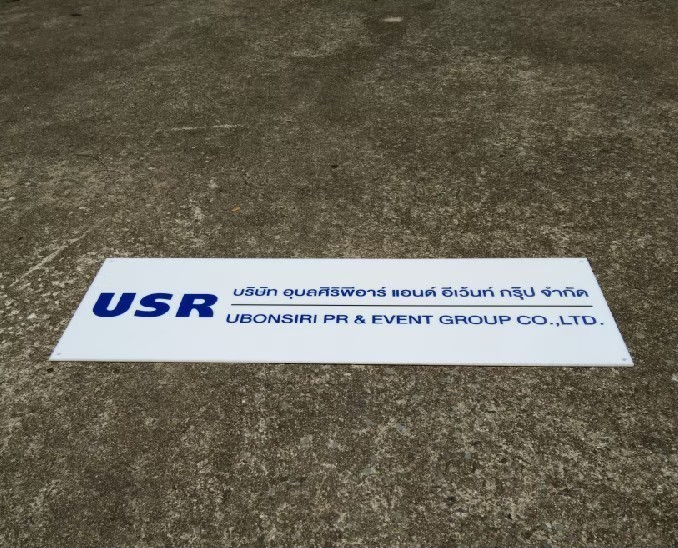 USR
บริษัท อุบลศิริพีอาร์ แอนด์ อีเว้นท์ กรุ๊ป จำกัด
UBONSIRI PR & EVENT GROUP CO.,LTD.